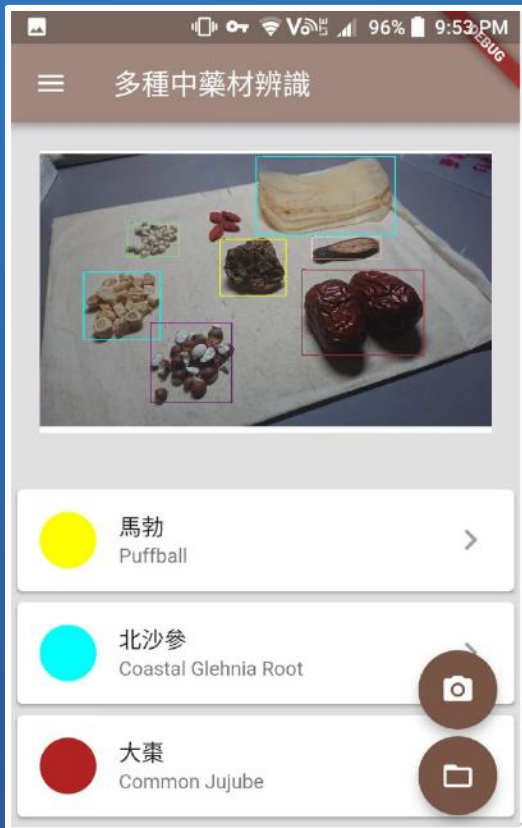 96% 9:53 PM
DEBUG
多種中藥材辨識
馬勃
Puffball
北沙參
Coastal Glehnia Root
大棗
Common Jujube